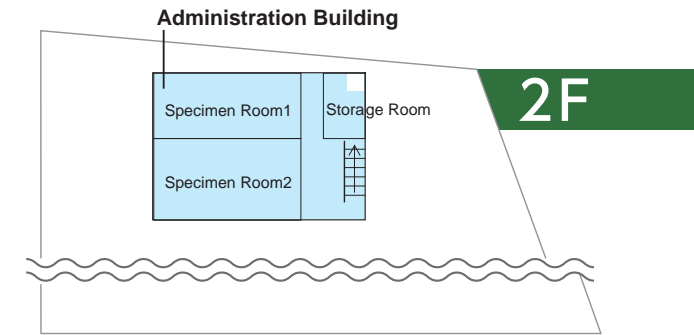 Administration Building
2F
Specimen Room1
Storage Room
Specimen Room2